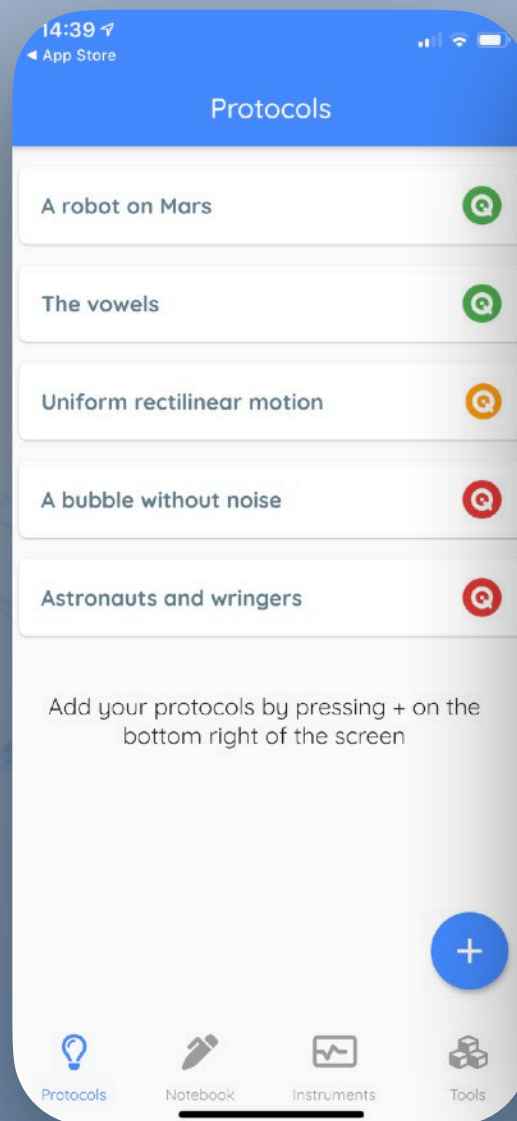 14:39
App Store
Protocols
A robot on Mars
The vowels
Uniform rectilinear motion
A bubble without noise
Astronauts and wringers
Add your protocols by pressing + on the
bottom right of the screen
+
Protocols
Notebook
Instruments
Tools